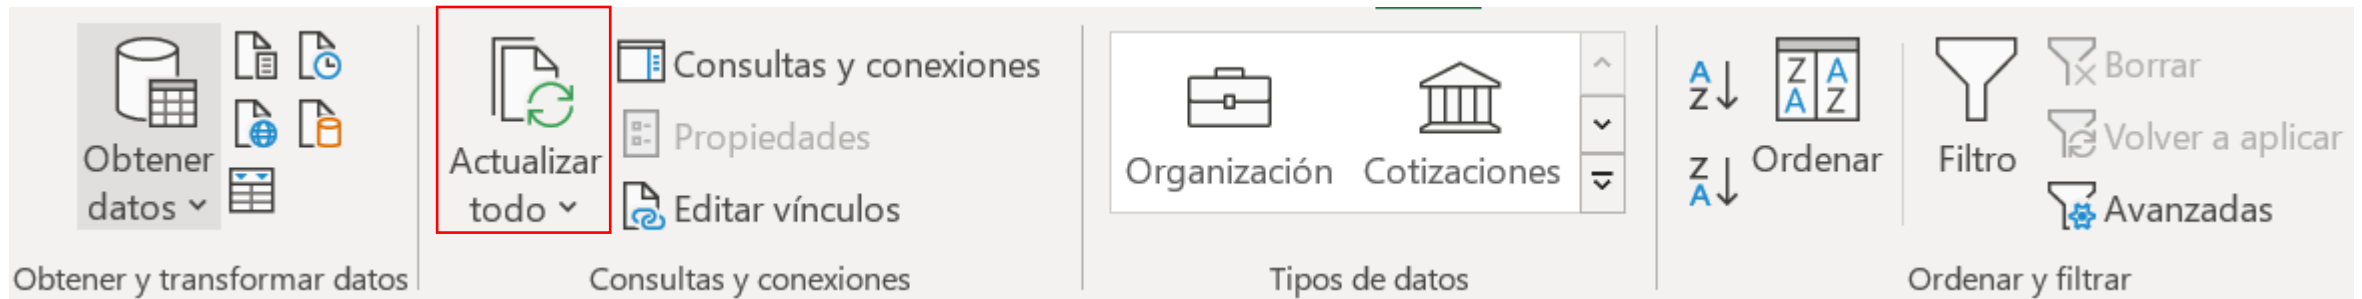 Obtener
datos
Obtener y transformar datos
Actualizar
todo
Consultas y conexiones
Propiedades
Editar vínculos
Consultas y conexiones
Organización
Cotizaciones
Tipos de datos
A
Z
Z
A
Z A
A Z
Ordenar
Filtro
Borrar
Volver a aplicar
Avanzadas
Ordenar y filtrar